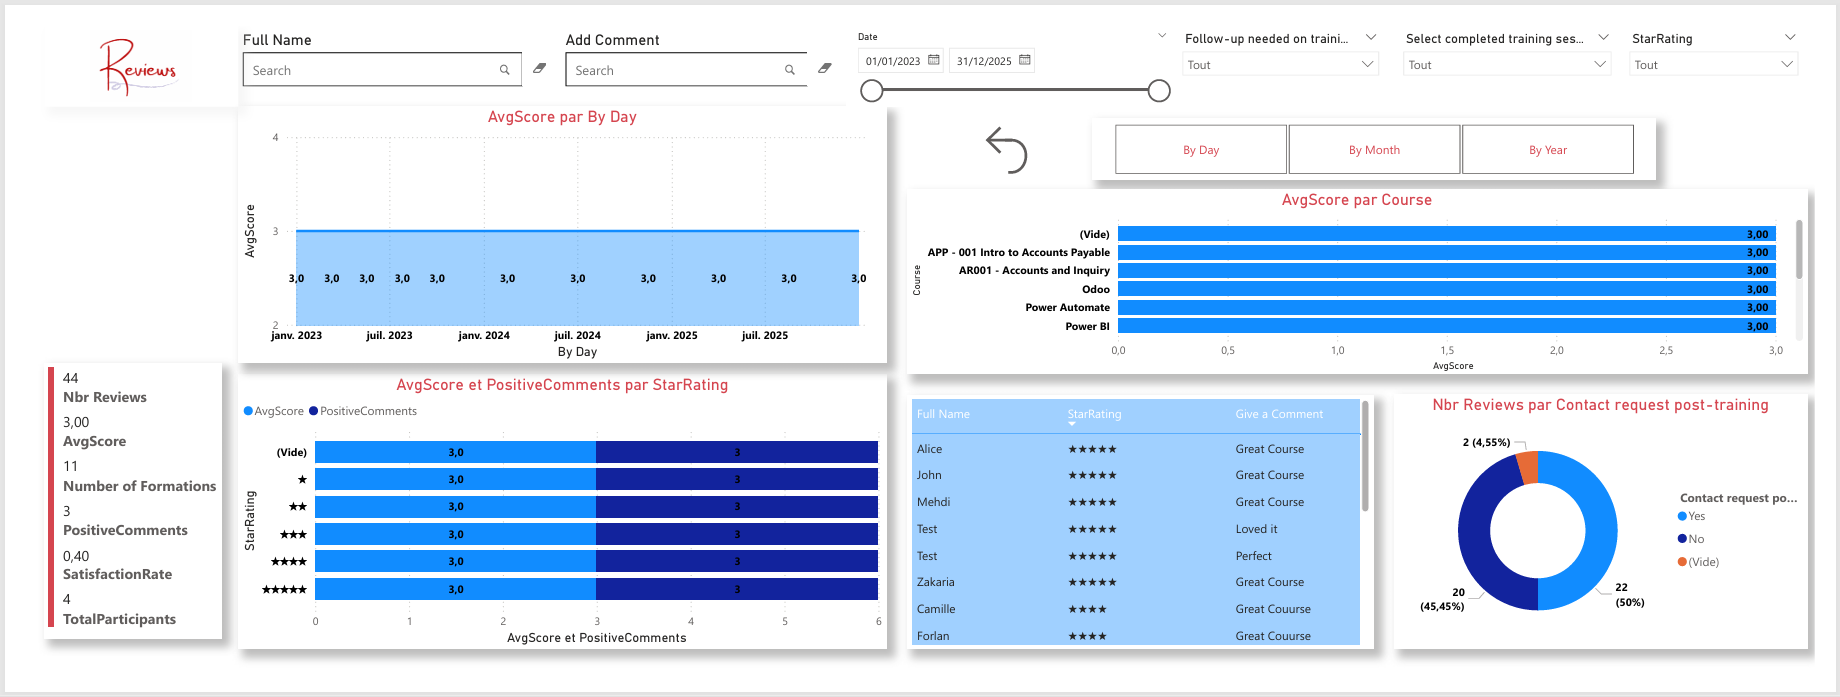 Reviews
Full Name
Search
Add Comment
Search
Date
01/01/2023
31/12/2025
Follow-up needed on traini...
Tout
Select completed training ses...
Tout
StarRating
Tout
AvgScore par By Day
AvgScore
4
3
2
3,0 3,0 3,0 3,0 3,0 3,0 3,0 3,0 3,0 3,0 3,0
janv. 2023 juil. 2023 janv. 2024 juil. 2024 janv. 2025 juil. 2025
By Day
By Day
By Month
By Year
AvgScore par Course
Course
(Vide) 3,00
APP - 001 Intro to Accounts Payable 3,00
AR001 - Accounts and Inquiry 3,00
Odoo 3,00
Power Automate 3,00
Power BI 3,00
0,0 0,5 1,0 1,5 2,0 2,5 3,0
AvgScore
44
Nbr Reviews
3,00
AvgScore
11
Number of Formations
3
PositiveComments
0,40
SatisfactionRate
4
TotalParticipants
AvgScore et PositiveComments par StarRating
AvgScore PositiveComments
StarRating
(Vide) 3,0 3
★ 3,0 3
★★ 3,0 3
★★★ 3,0 3
★★★★ 3,0 3
★★★★★ 3,0 3
0 1 2 3 4 5 6
AvgScore et PositiveComments
Full Name StarRating Give a Comment
Alice ★★★★★ Great Course
John ★★★★★ Great Course
Mehdi ★★★★★ Great Course
Test ★★★★★ Loved it
Test ★★★★★ Perfect
Zakaria ★★★★★ Great Course
Camille ★★★★ Great Couurse
Forlan ★★★★ Great Couurse
Nbr Reviews par Contact request post-training
2 (4,55%)
20
(45,45%)
22
(50%)
Contact request po...
Yes
No
(Vide)